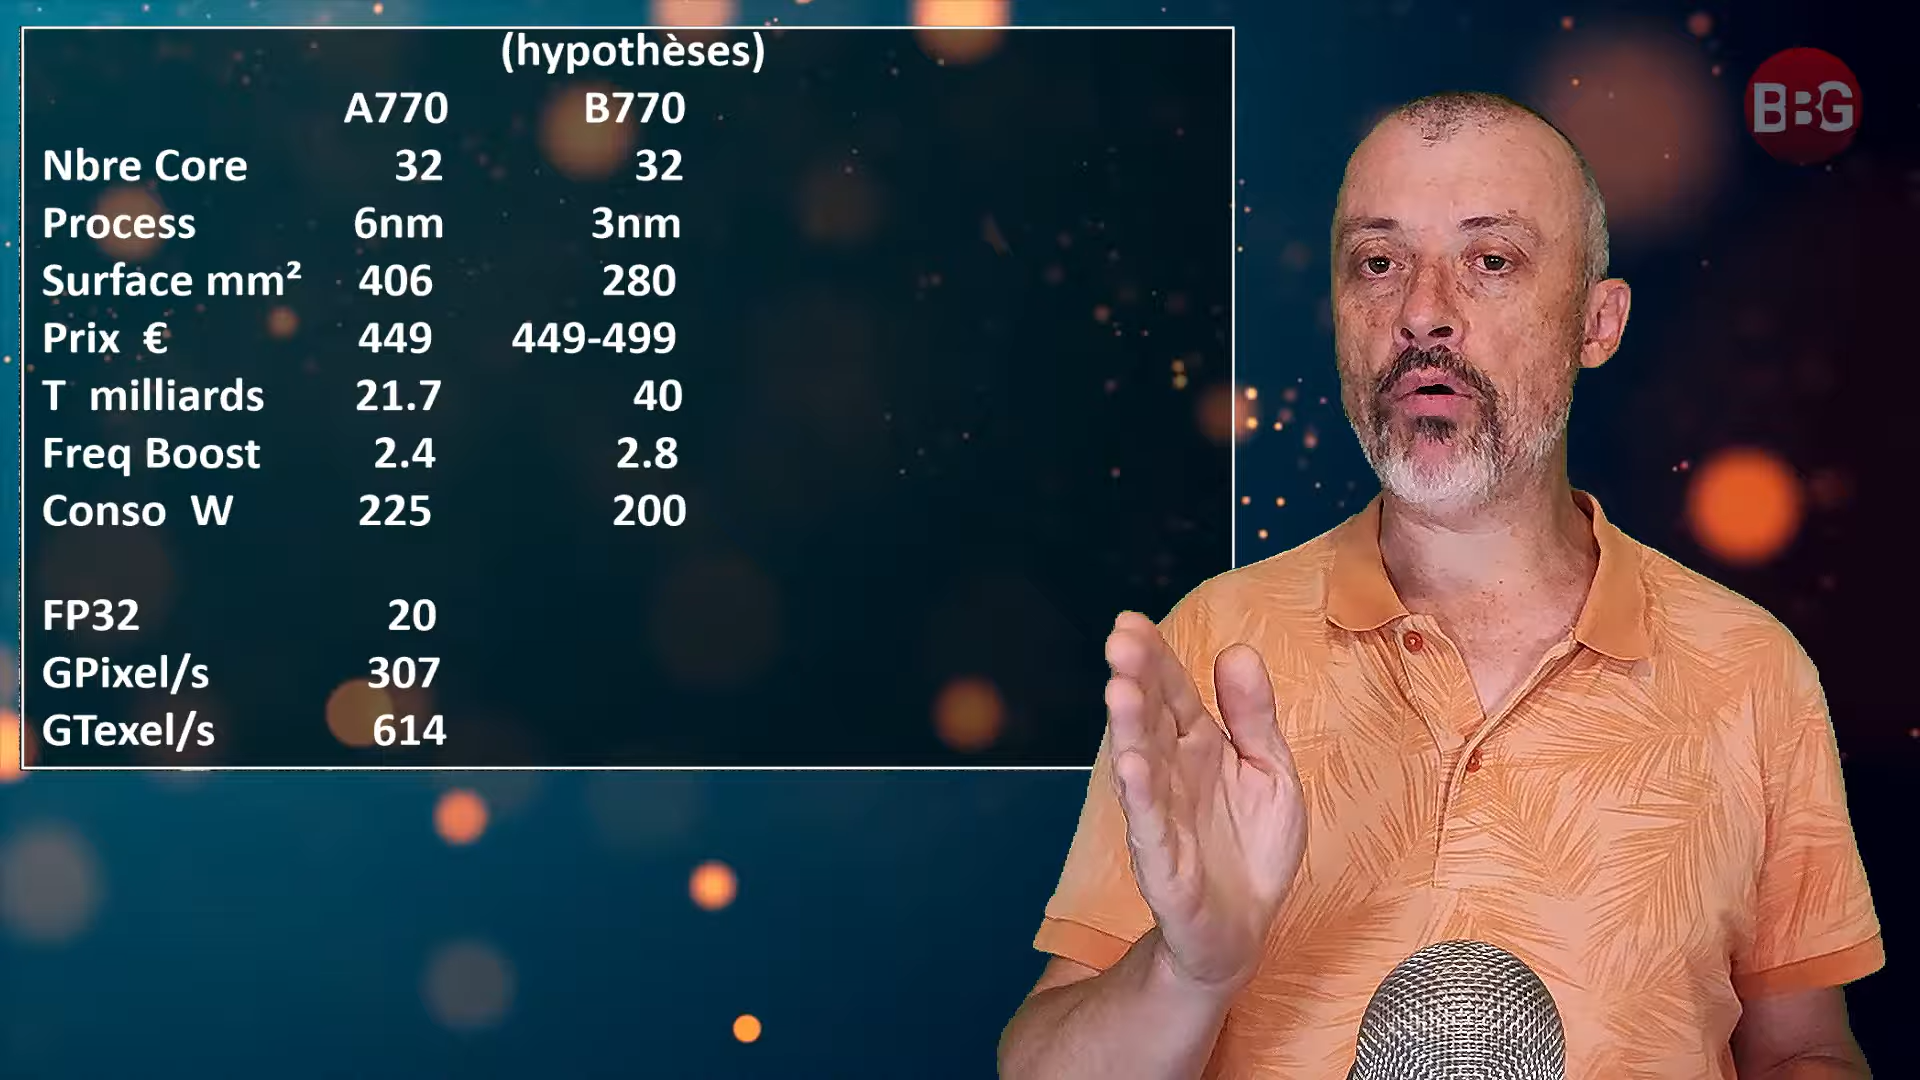 (hypothèses)
A770 B770
Nbre Core 32 32
Process 6nm 3nm
Surface mm² 406 280
Prix € 449 449-499
T milliards 21.7 40
Freq Boost 2.4 2.8
Conso W 225 200
FP32 20
GPixel/s 307
GTexel/s 614
BBG